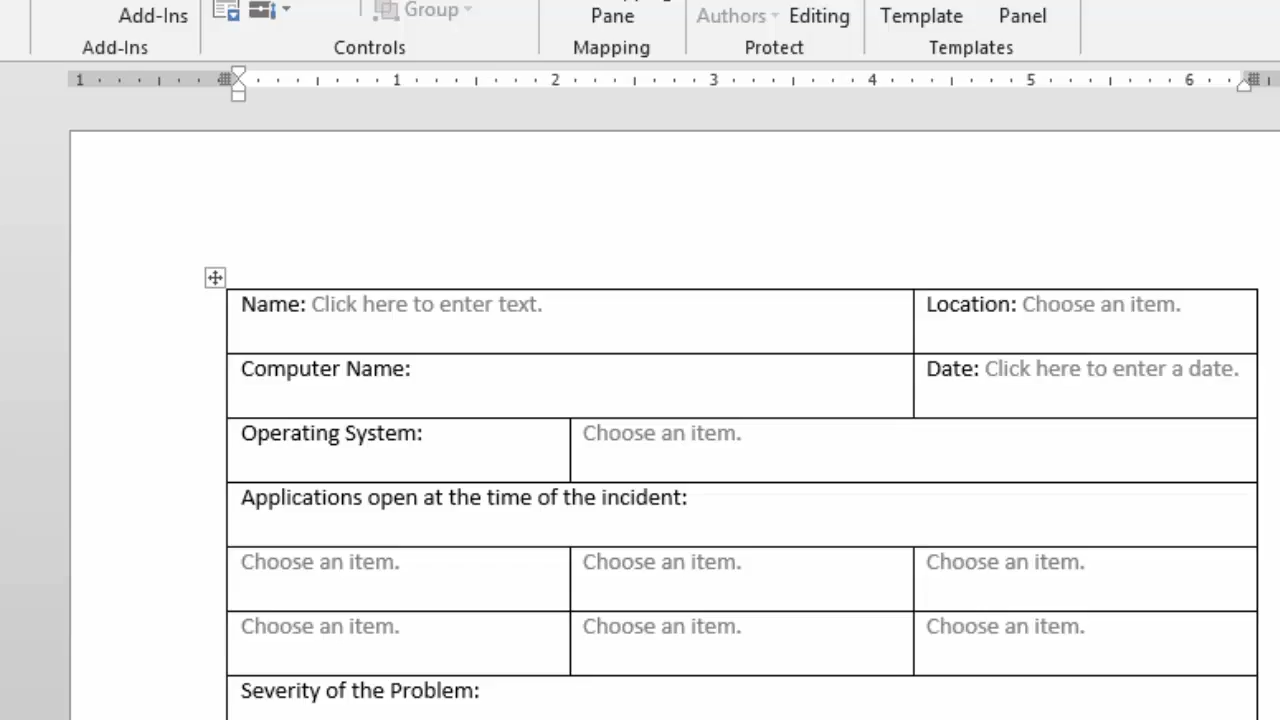 Add-Ins Group Pane Authors Editing Template Panel
Add-Ins Controls Mapping Protect Templates
1 1 2 3 4 5 6
Name: Click here to enter text. Location: Choose an item.
Computer Name: Date: Click here to enter a date.
Operating System: Choose an item.
Applications open at the time of the incident:
Choose an item. Choose an item. Choose an item.
Choose an item. Choose an item. Choose an item.
Severity of the Problem: